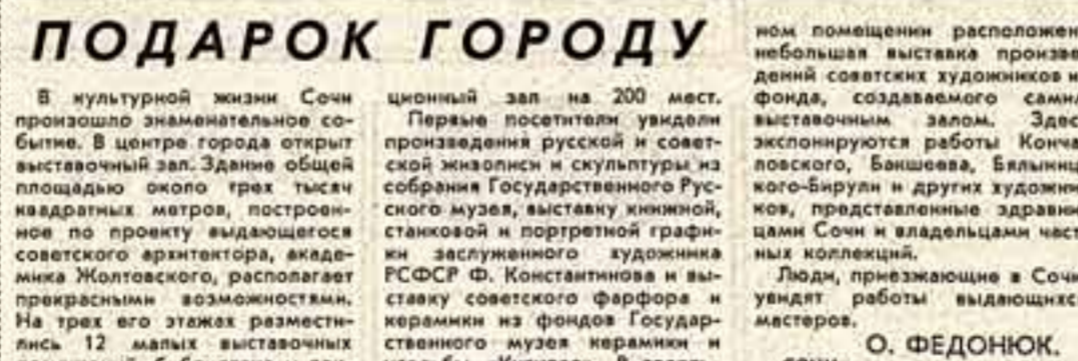 ПОДАРОК ГОРОДУ
В культурной жизни Сочи
произошло знаменательное со-
бытие. В центре города открыт
выставочный зал. Здание общей
площадью около трех тысяч
квадратных метров, построен-
ное по проекту выдающегося
советского архитектора, акаде-
мика Жолтовского, располагает
прекрасными возможностями.
На трех его этажах размести-
лись 12 малых выставочных
ционный зал на 200 мест.
Первые посетители увидели
произведения русской и совет-
ской живописи и скульптуры из
собрания Государственного Рус-
ского музея, выставку книжной,
станковой и портретной графи-
ки заслуженного художника
РСФСР Ф. Константинова и вы-
ставку советского фарфора и
керамики из фондов Государ-
ственного музея керамики и
ном помещении расположен
небольшая выставка произве
дений советских художников и
фонда, создаваемого сами
выставочным залом. Здес
экспонируются работы Конча
ловского, Бакшеева, Бялыниц
кого-Бирули и других художни
ков, представленные здравни
цами Сочи и владельцами част
ных коллекций.
Люди, приезжающие в Сочи
увидят работы выдающихс
мастеров.
О. ФЕДОНЮК.